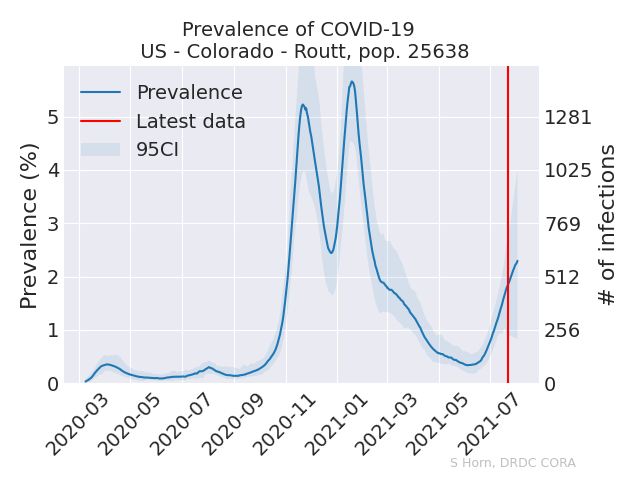 Prevalence of COVID-19
US - Colorado - Routt, pop. 25638
Prevalence
Latest data
95CI
Prevalence (%)
5
4
3
2
1
0
1281
1025
769
512
256
0
# of infections
2020-03
2020-05
2020-07
2020-09
2020-11
2021-01
2021-03
2021-05
2021-07
S Horn, DRDC CORA